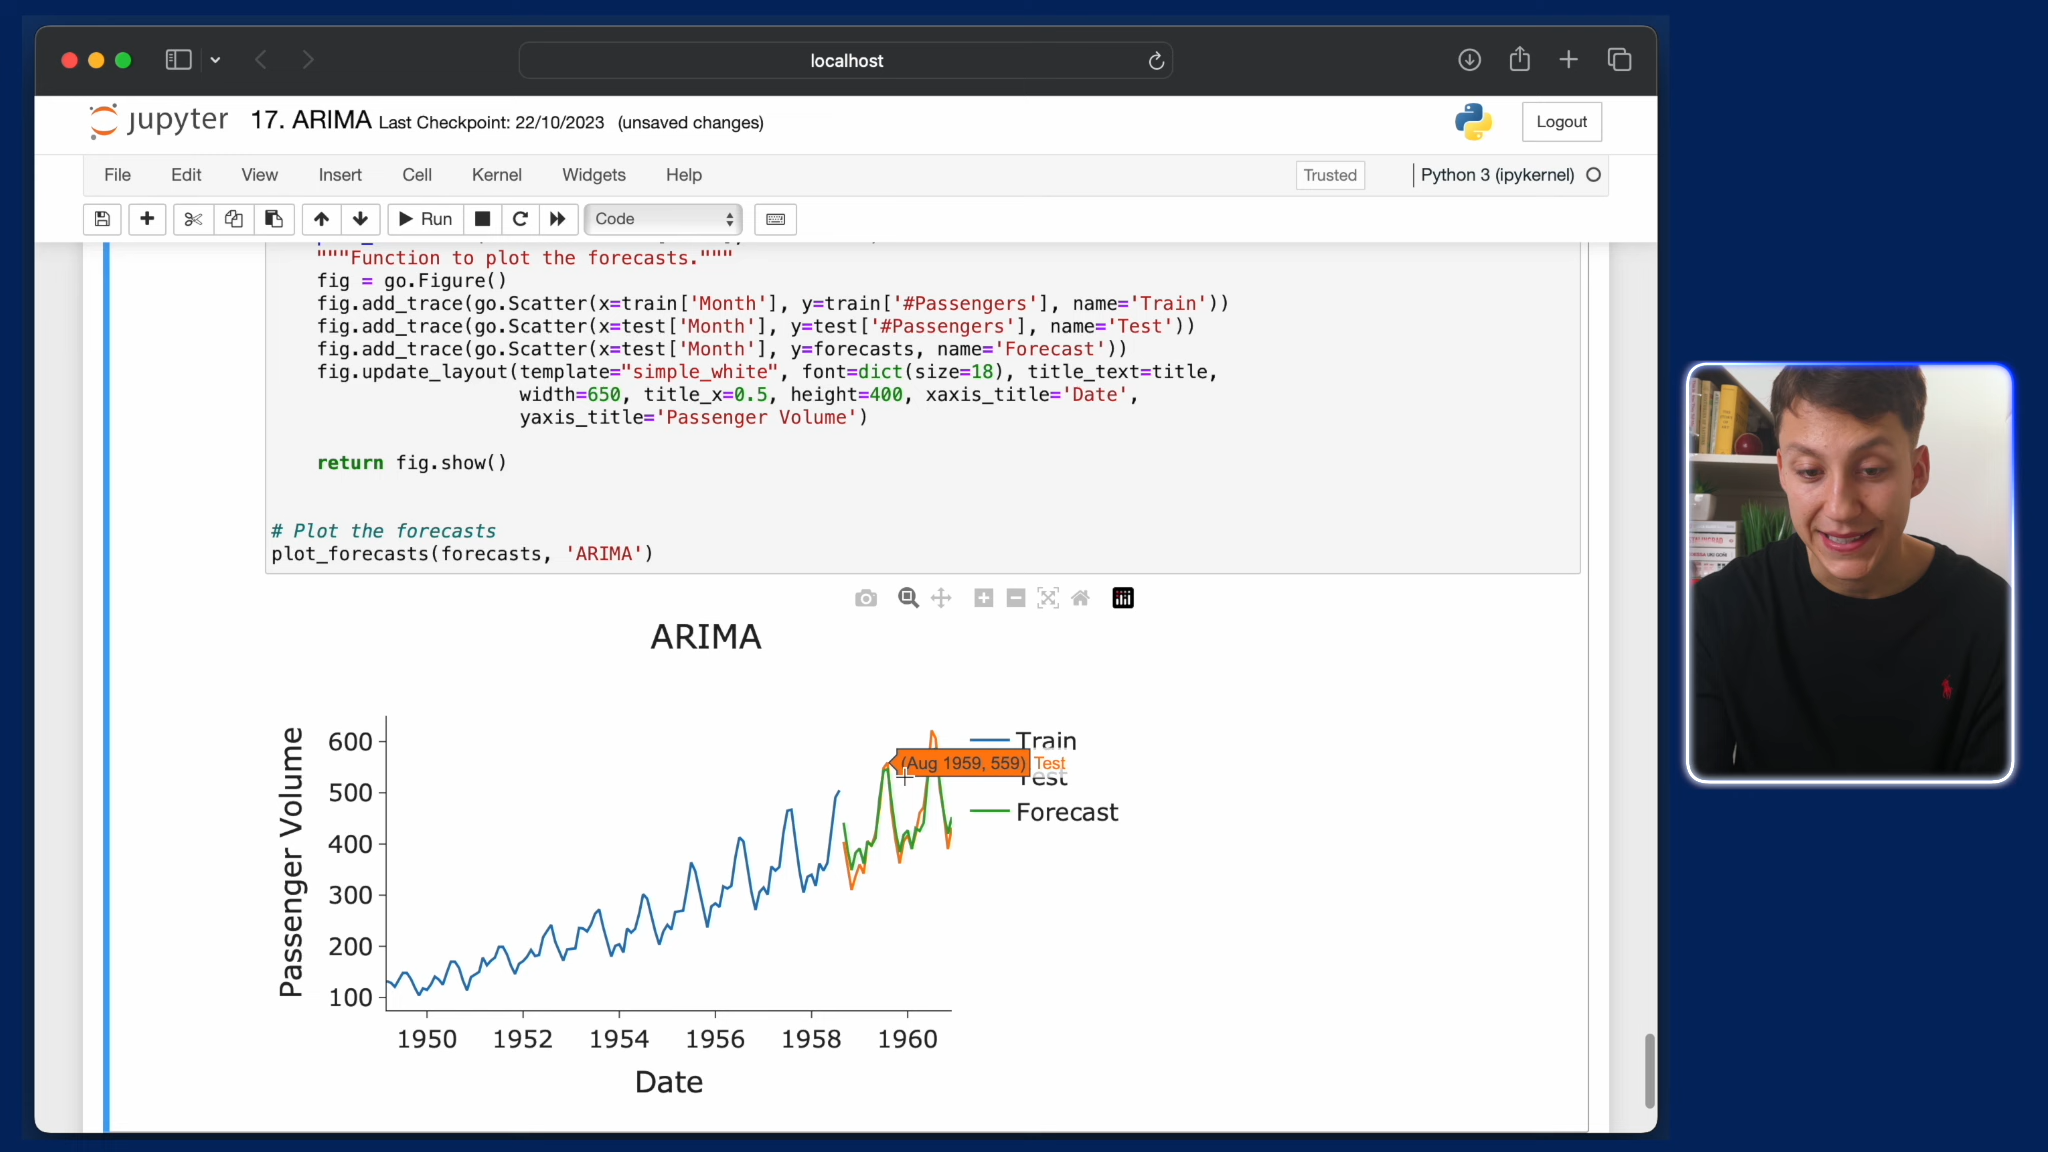 localhost
jupyter 17. ARIMA Last Checkpoint: 22/10/2023 (unsaved changes)
Logout
File Edit View Insert Cell Kernel Widgets Help
Trusted
Python 3 (ipykernel)
Run
Code
"""Function to plot the forecasts."""
fig = go.Figure()
fig.add_trace(go.Scatter(x=train['Month'], y=train['#Passengers'], name='Train'))
fig.add_trace(go.Scatter(x=test['Month'], y=test['#Passengers'], name='Test'))
fig.add_trace(go.Scatter(x=test['Month'], y=forecasts, name='Forecast'))
fig.update_layout(template="simple_white", font=dict(size=18), title_text=title,
width=650, title_x=0.5, height=400, xaxis_title='Date',
yaxis_title='Passenger Volume')
return fig.show()
# Plot the forecasts
plot_forecasts(forecasts, 'ARIMA')
ARIMA
Passenger Volume
600
500
400
300
200
100
1950 1952 1954 1956 1958 1960
Date
Train
(Aug 1959, 559) Test
Test
Forecast